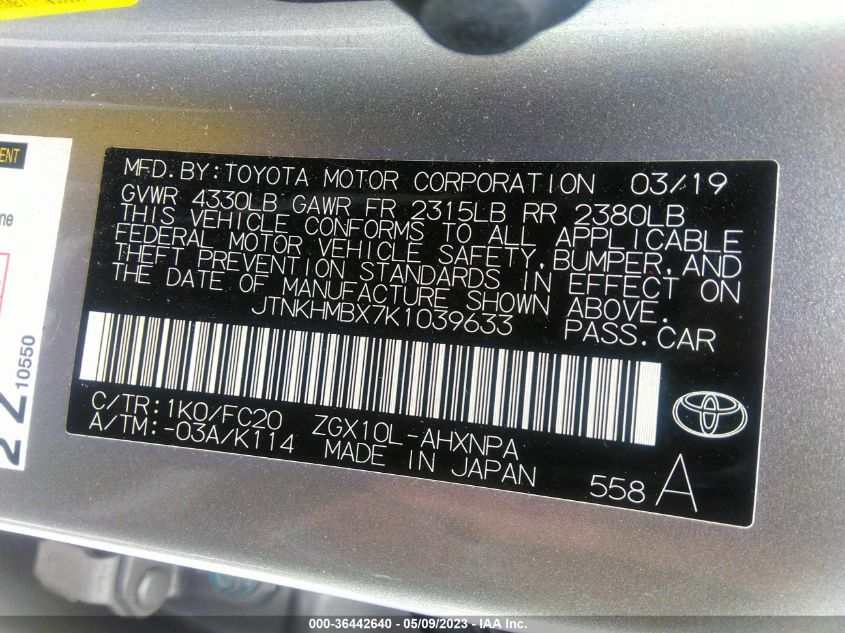 ENT
ne
10550
MFD.BY:TOYOTA MOTOR CORPORATION 03/19
GVWR 4330LB GAWR FR 2315LB RR 2380LB
THIS VEHICLE CONFORMS TO ALL APPLICABLE
FEDERAL MOTOR VEHICLE SAFETY,BUMPER,AND
THEFT PREVENTION STANDARDS IN EFFECT ON
THE DATE OF MANUFACTURE SHOWN ABOVE.
JTNKHMBX7K1039633 PASS.CAR
C/TR:1K0/FC20 ZGX10L-AHXNPA
A/TM:-03A/K114 MADE IN JAPAN
558 A
000-36442640 - 05/09/2023 - IAA Inc.